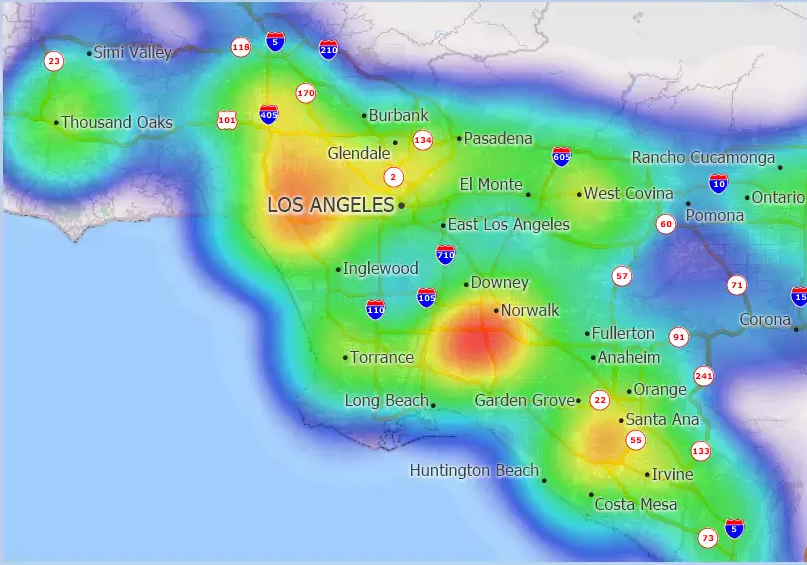 118
5
210
23
Simi Valley
170
405
101
Thousand Oaks
Burbank
134
Pasadena
Glendale
605
Rancho Cucamonga
2
10
El Monte
West Covina
Ontario
LOS ANGELES
Pomona
East Los Angeles
60
710
Inglewood
57
Downey
71
105
15
110
Norwalk
Corona
Fullerton
91
Torrance
Anaheim
241
Orange
Long Beach
Garden Grove
22
Santa Ana
55
133
Huntington Beach
Irvine
Costa Mesa
5
73